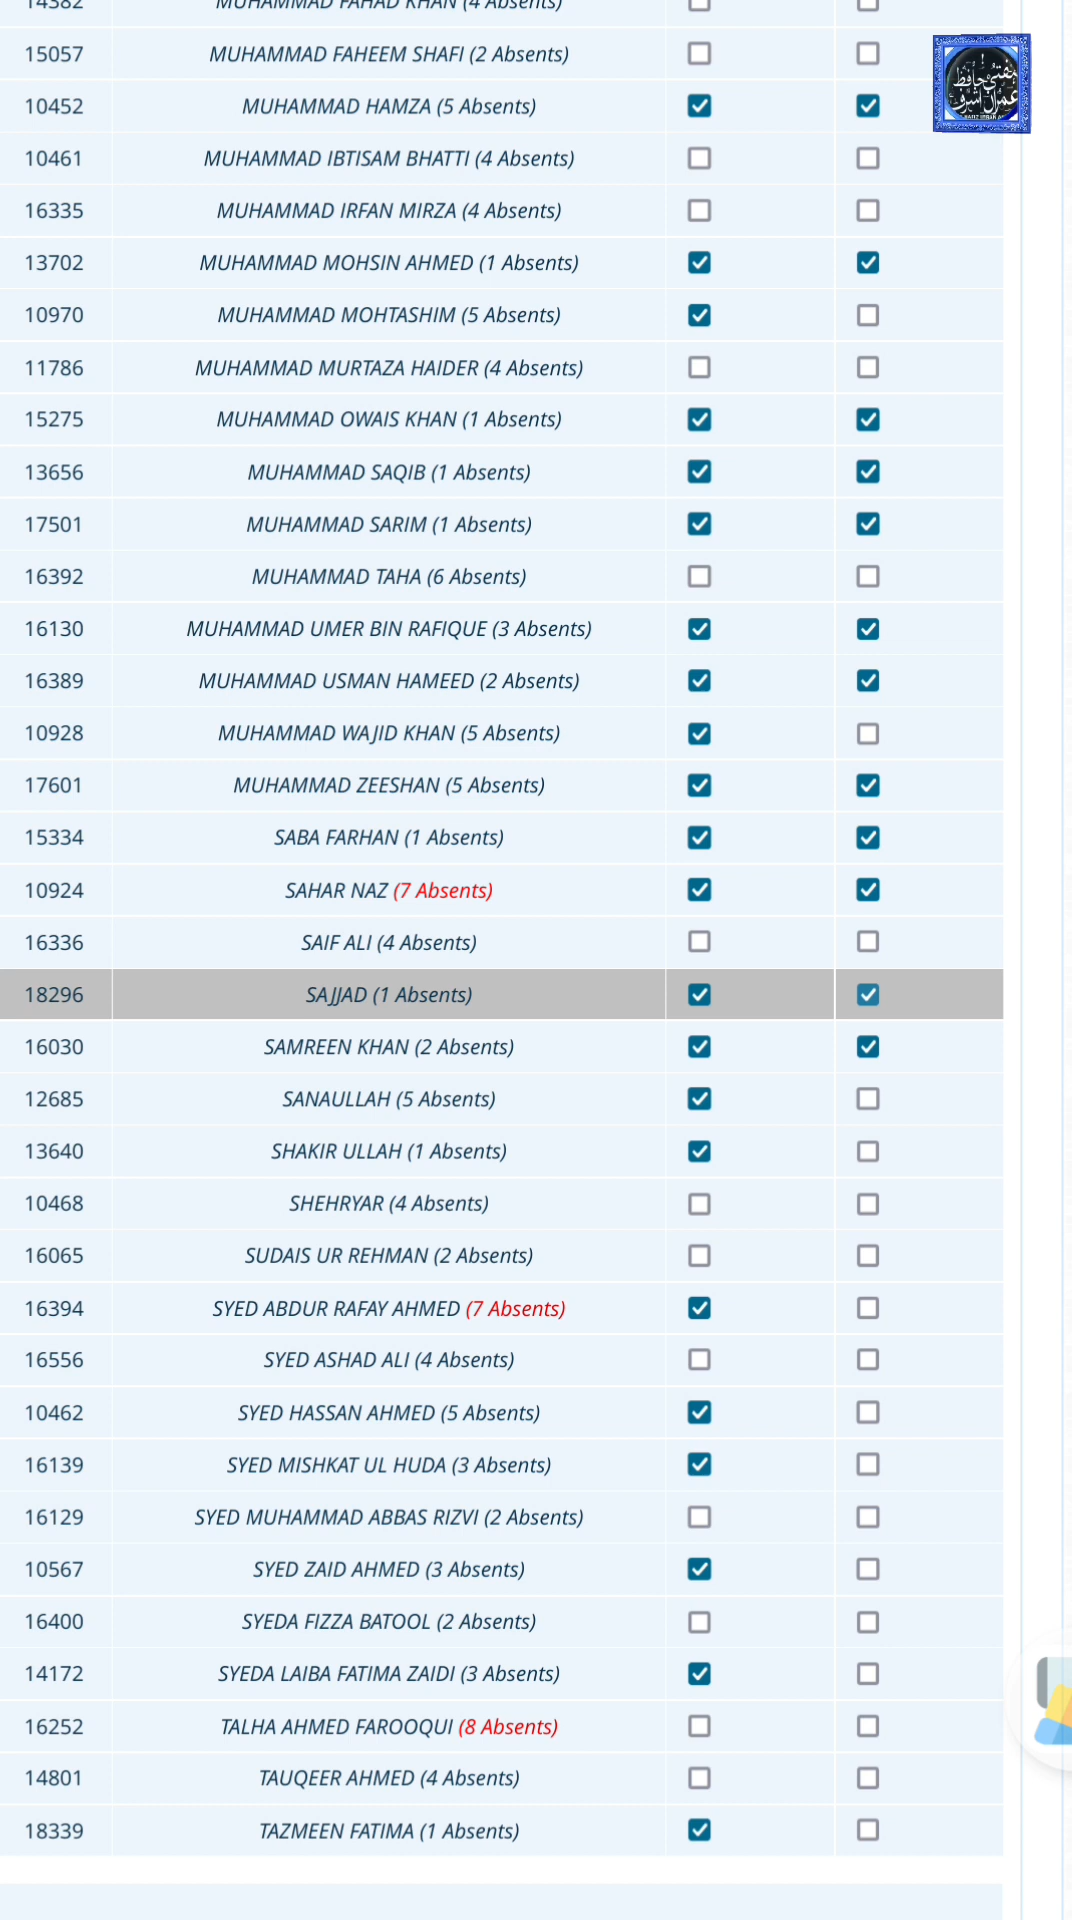 14382 MUHAMMAD FAHAD KHAN (4 Absents)
15057 MUHAMMAD FAHEEM SHAFI (2 Absents)
10452 MUHAMMAD HAMZA (5 Absents)
10461 MUHAMMAD IBTISAM BHATTI (4 Absents)
16335 MUHAMMAD IRFAN MIRZA (4 Absents)
13702 MUHAMMAD MOHSIN AHMED (1 Absents)
10970 MUHAMMAD MOHTASHIM (5 Absents)
11786 MUHAMMAD MURTAZA HAIDER (4 Absents)
15275 MUHAMMAD OWAIS KHAN (1 Absents)
13656 MUHAMMAD SAQIB (1 Absents)
17501 MUHAMMAD SARIM (1 Absents)
16392 MUHAMMAD TAHA (6 Absents)
16130 MUHAMMAD UMER BIN RAFIQUE (3 Absents)
16389 MUHAMMAD USMAN HAMEED (2 Absents)
10928 MUHAMMAD WAJID KHAN (5 Absents)
17601 MUHAMMAD ZEESHAN (5 Absents)
15334 SABA FARHAN (1 Absents)
10924 SAHAR NAZ (7 Absents)
16336 SAIF ALI (4 Absents)
18296 SAJJAD (1 Absents)
16030 SAMREEN KHAN (2 Absents)
12685 SANAULLAH (5 Absents)
13640 SHAKIR ULLAH (1 Absents)
10468 SHEHRYAR (4 Absents)
16065 SUDAIS UR REHMAN (2 Absents)
16394 SYED ABDUR RAFAY AHMED (7 Absents)
16556 SYED ASHAD ALI (4 Absents)
10462 SYED HASSAN AHMED (5 Absents)
16139 SYED MISHKAT UL HUDA (3 Absents)
16129 SYED MUHAMMAD ABBAS RIZVI (2 Absents)
10567 SYED ZAID AHMED (3 Absents)
16400 SYEDA FIZZA BATOOL (2 Absents)
14172 SYEDA LAIBA FATIMA ZAIDI (3 Absents)
16252 TALHA AHMED FAROOQUI (8 Absents)
14801 TAUQEER AHMED (4 Absents)
18339 TAZMEEN FATIMA (1 Absents)
مفتی حافظ
عمران اشرف